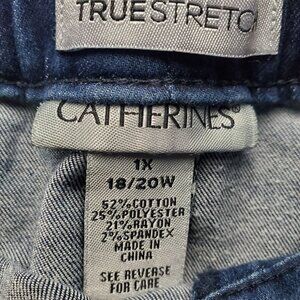 TRUESTRETCH
CATHERINES®
1X
18/20W
52%COTTON
25%POLYESTER
21%RAYON
2%SPANDEX
MADE IN
CHINA
SEE REVERSE
FOR CARE